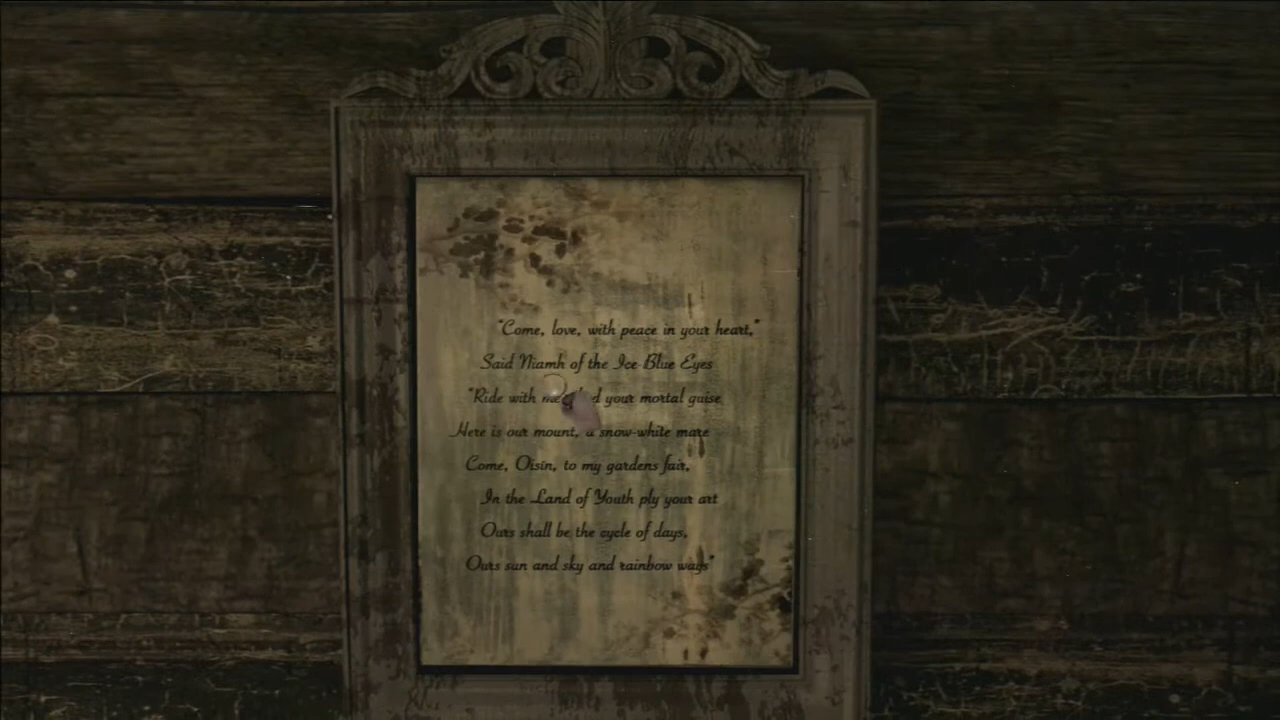 "Come, love, with peace in your heart,"
Said Niamh of the Ice-Blue Eyes
"Ride with your mortal guise
Here is our mount, a snow-white mare
Come, Oisín, to my gardens fair,
In the Land of Youth ply your art
Ours shall be the cycle of days,
Ours sun and sky and rainbow ways"